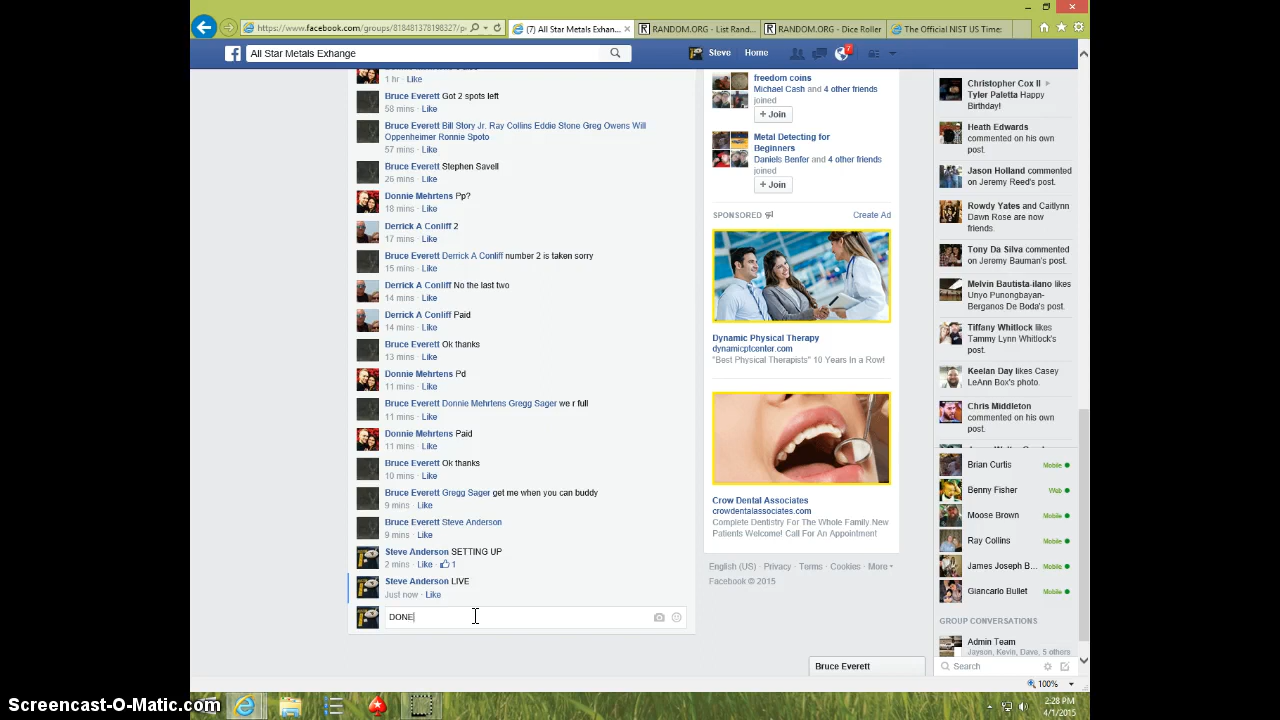 https://www.facebook.com/groups/818481378198327/p
(7) All Star Metals Exhan...
RANDOM.ORG - List Rand...
RANDOM.ORG - Dice Roller
The Official NIST US Time:
All Star Metals Exhange
Steve
Home
7
1 hr · Like
Bruce Everett Got 2 spots left
58 mins · Like
Bruce Everett Bill Story Jr. Ray Collins Eddie Stone Greg Owens Will
Oppenheimer Ronnie Spoto
57 mins · Like
Bruce Everett Stephen Savell
26 mins · Like
Donnie Mehrtens Pp?
18 mins · Like
Derrick A Conliff 2
17 mins · Like
Bruce Everett Derrick A Conliff number 2 is taken sorry
15 mins · Like
Derrick A Conliff No the last two
14 mins · Like
Derrick A Conliff Paid
14 mins · Like
Bruce Everett Ok thanks
13 mins · Like
Donnie Mehrtens Pd
11 mins · Like
Bruce Everett Donnie Mehrtens Gregg Sager we r full
11 mins · Like
Donnie Mehrtens Paid
11 mins · Like
Bruce Everett Ok thanks
10 mins · Like
Bruce Everett Gregg Sager get me when you can buddy
9 mins · Like
Bruce Everett Steve Anderson
9 mins · Like
Steve Anderson SETTING UP
2 mins · Like · 1
Steve Anderson LIVE
Just now · Like
DONE
freedom coins
Michael Cash and 4 other friends
joined
+ Join
Metal Detecting for
Beginners
Daniels Benfer and 4 other friends
joined
+ Join
SPONSORED
Create Ad
Dynamic Physical Therapy
dynamicptcenter.com
"Best Physical Therapists" 10 Years In a Row!
Crow Dental Associates
crowdentalassociates.com
Complete Dentistry For The Whole Family New
Patients Welcome! Call For An Appointment!
English (US) · Privacy · Terms · Cookies · More
Facebook © 2015
Christopher Cox II
Tyler Paletta Happy
Birthday!
Heath Edwards
commented on his own
post.
Jason Holland commented
on Jeremy Reed's post.
Rowdy Yates and Caitlynn
Dawn Rose are now
friends.
Tony Da Silva commented
on Jeremy Bauman's post.
Melvin Bautista-ilano likes
Unyo Punongbayan-
Berganos De Boda's post.
Tiffany Whitlock likes
Tammy Lynn Whitlock's
post.
Keelan Day likes Casey
LeAnn Box's photo.
Chris Middleton
commented on his own
post.
Brian Curtis Mobile
Benny Fisher Web
Moose Brown Mobile
Ray Collins Mobile
James Joseph B... Mobile
Giancarlo Bullet Mobile
GROUP CONVERSATIONS
Admin Team
Jayson, Kevin, Dave, 5 others
Search
Bruce Everett
100%
2:28 PM
4/1/2015
Screencast-O-Matic.com